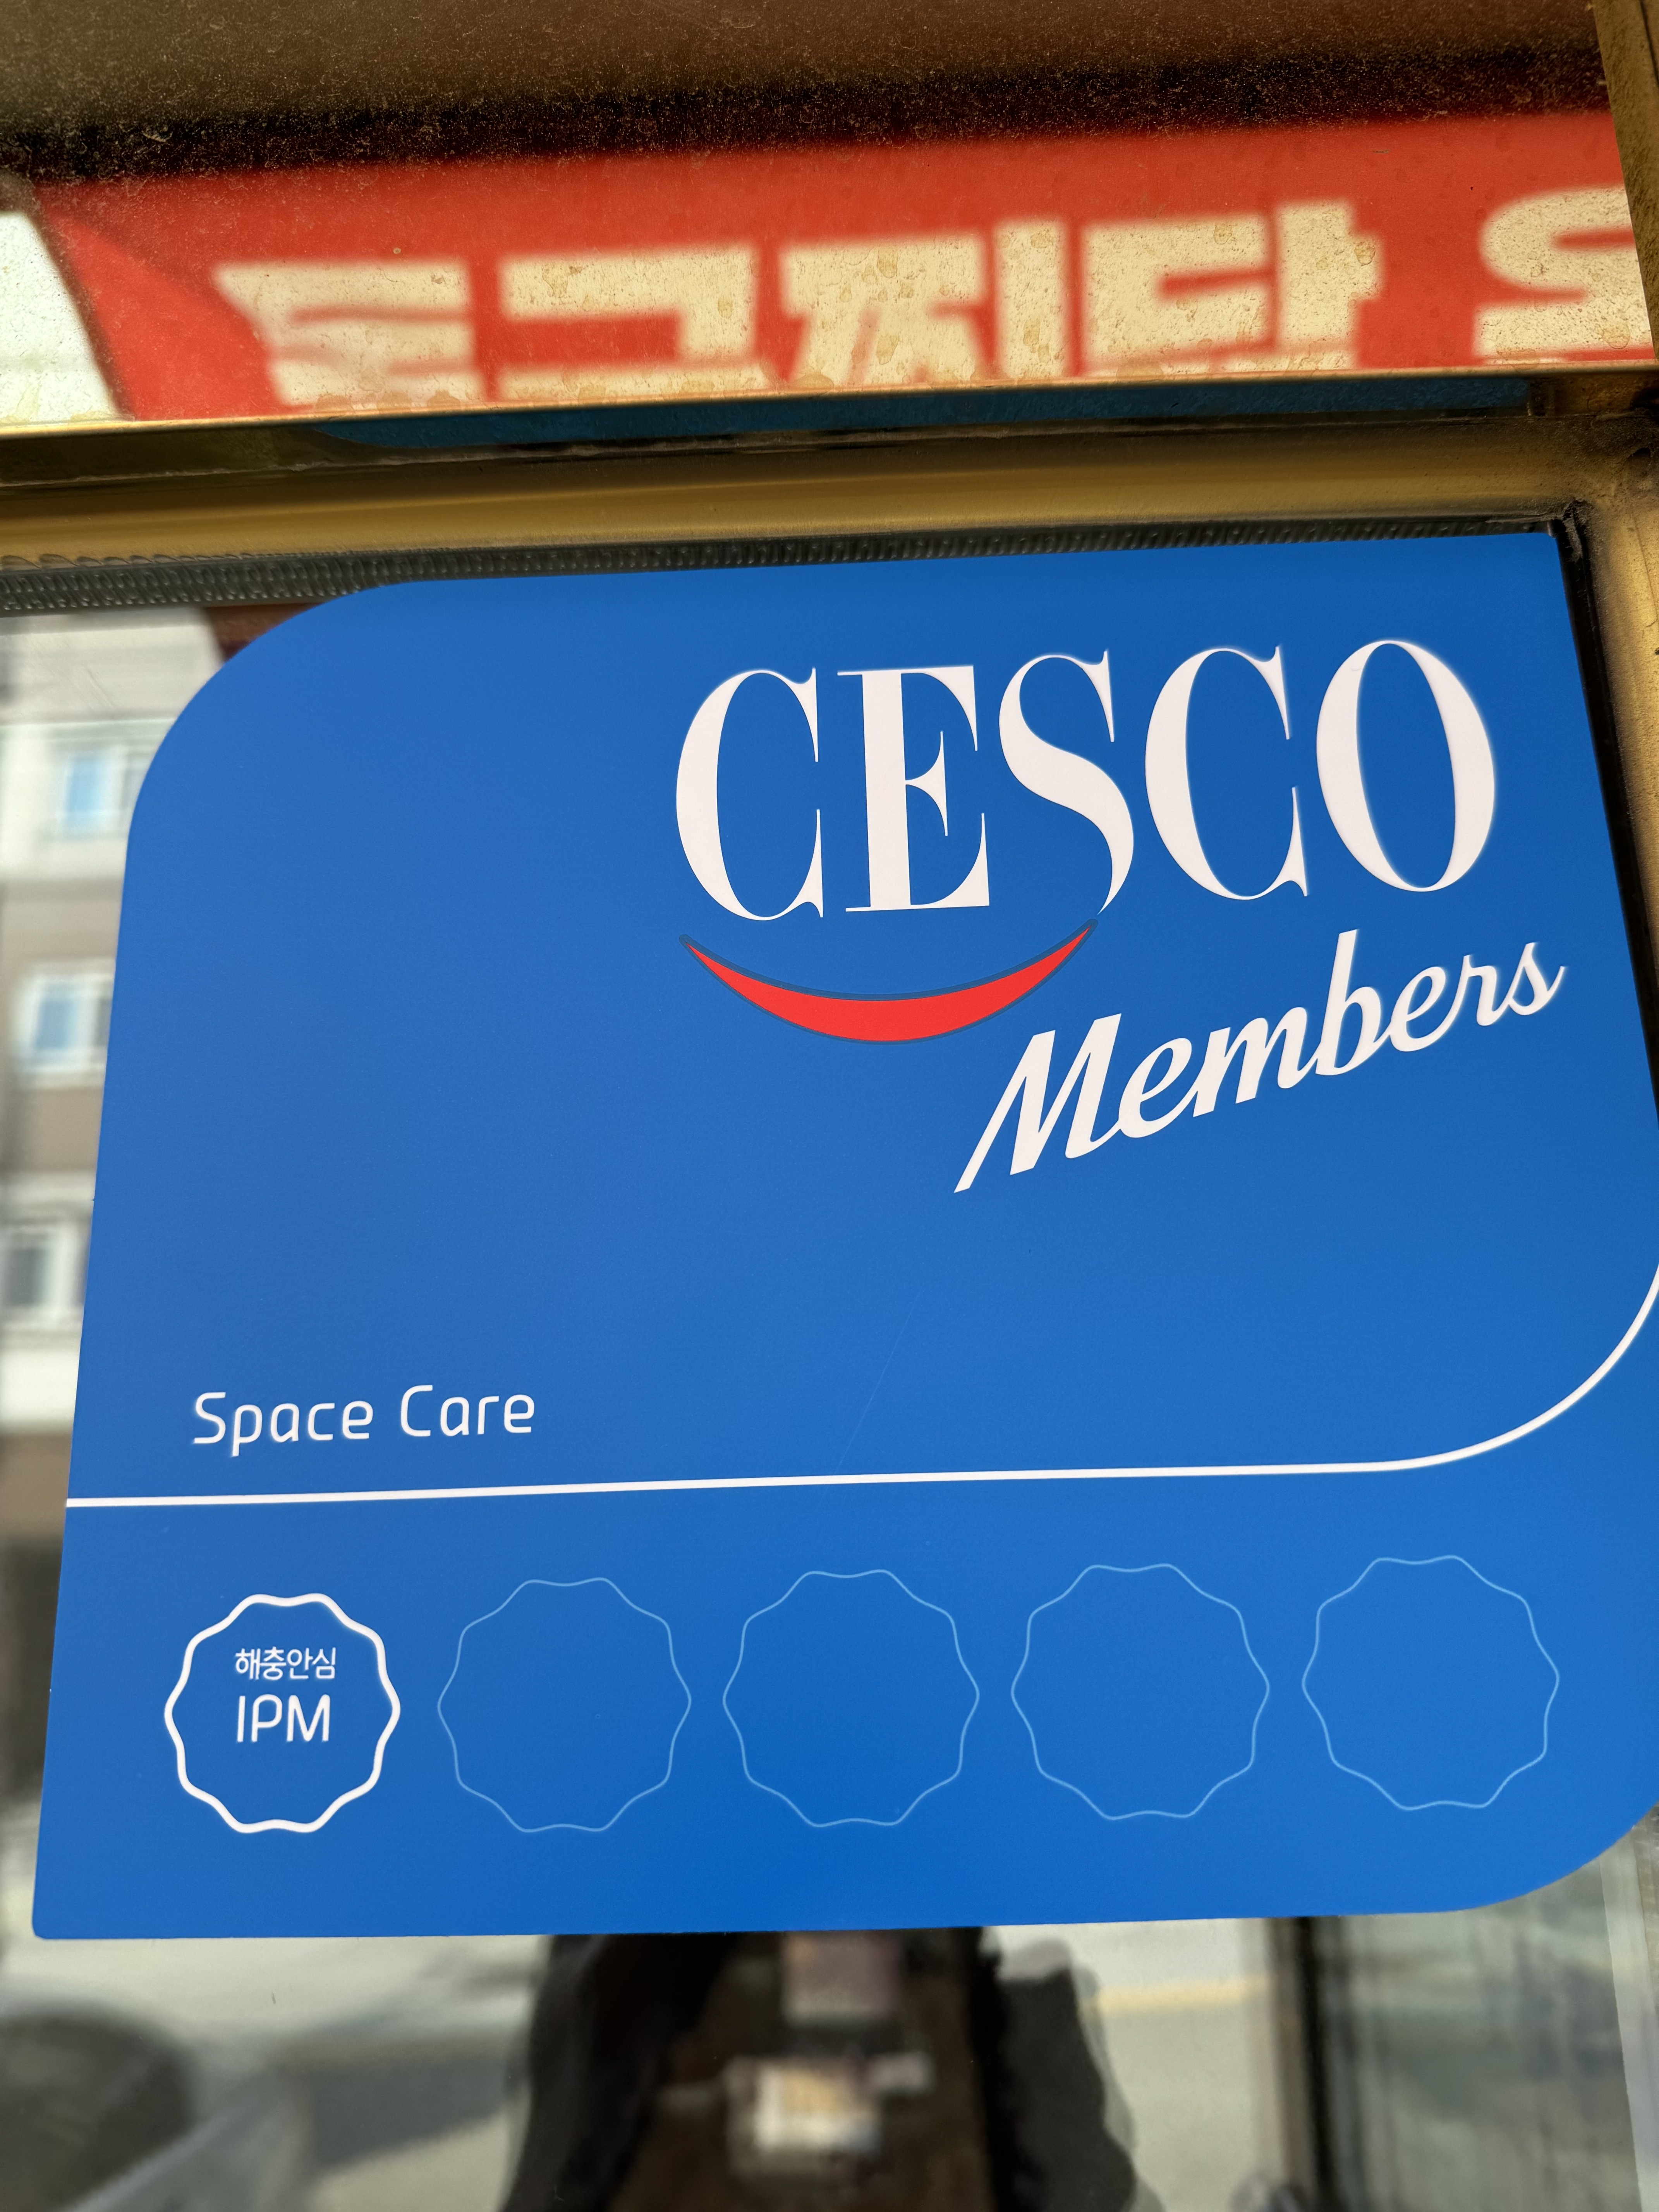 CESCO
Members
Space Care
해충안심
IPM